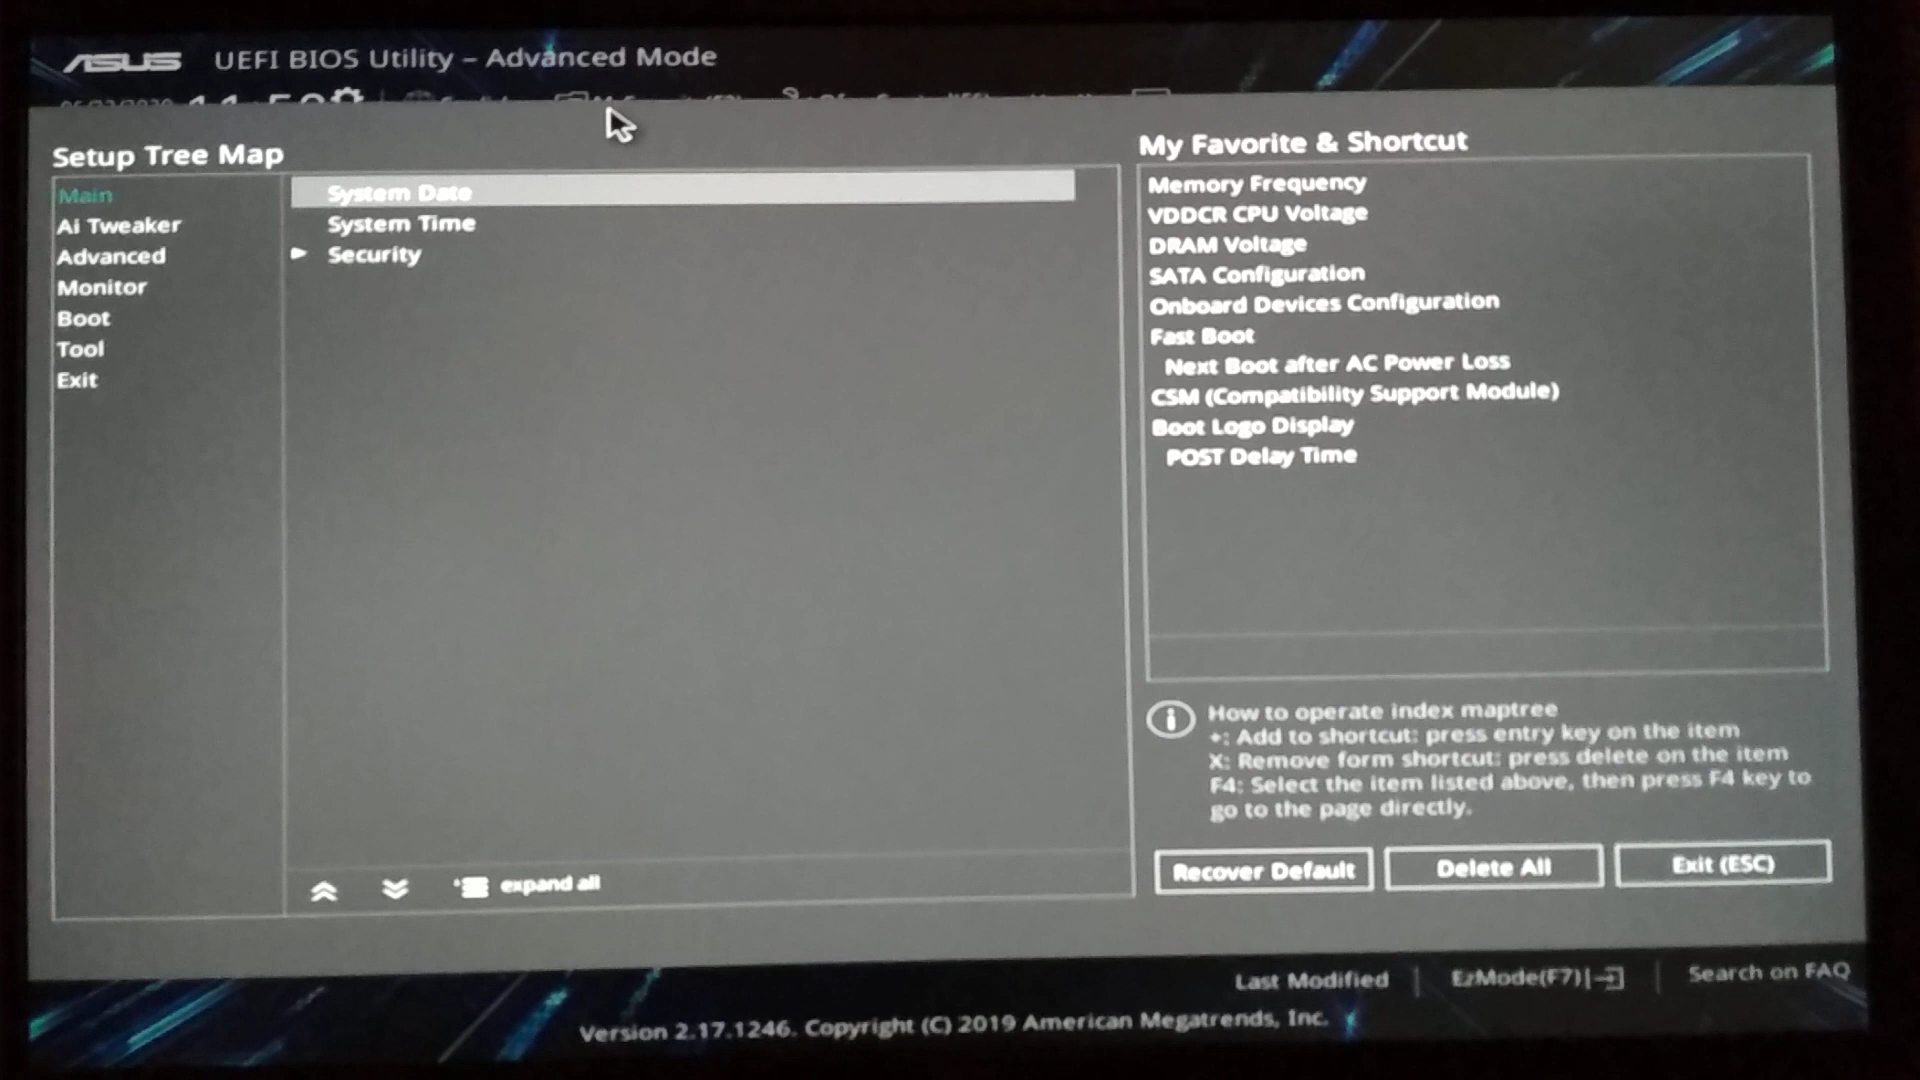 ASUS UEFI BIOS Utility – Advanced Mode
Setup Tree Map
Main
Ai Tweaker
Advanced
Monitor
Boot
Tool
Exit
System Date
System Time
Security
expand all
My Favorite & Shortcut
Memory Frequency
VDDCR CPU Voltage
DRAM Voltage
SATA Configuration
Onboard Devices Configuration
Fast Boot
Next Boot after AC Power Loss
CSM (Compatibility Support Module)
Boot Logo Display
POST Delay Time
How to operate index maptree
+: Add to shortcut: press entry key on the item
X: Remove form shortcut: press delete on the item
F4: Select the item listed above, then press F4 key to
go to the page directly.
Recover Default
Delete All
Exit (ESC)
Last Modified
EzMode(F7)
Search on FAQ
Version 2.17.1246. Copyright (C) 2019 American Megatrends, Inc.